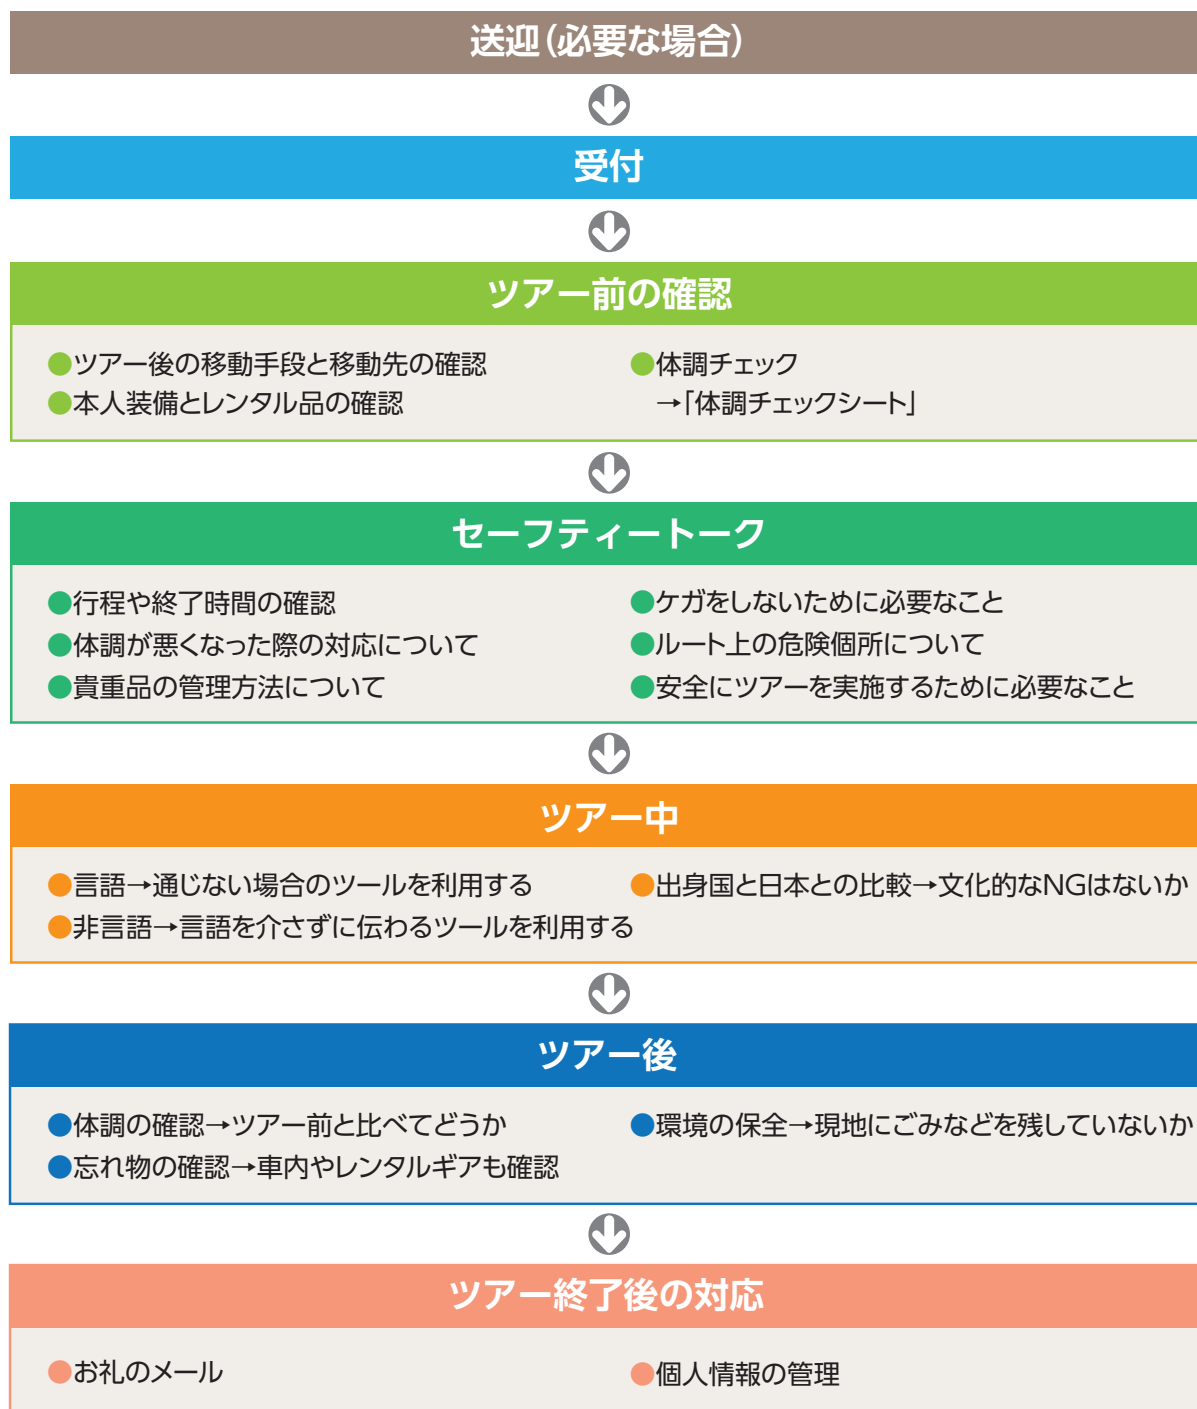 送迎（必要な場合）
受付
ツアー前の確認
●ツアー後の移動手段と移動先の確認
●本人装備とレンタル品の確認
●体調チェック
→「体調チェックシート」
セーフティートーク
●行程や終了時間の確認
●体調が悪くなった際の対応について
●貴重品の管理方法について
●ケガをしないために必要なこと
●ルート上の危険個所について
●安全にツアーを実施するために必要なこと
ツアー中
●言語→通じない場合のツールを利用する
●非言語→言語を介さずに伝わるツールを利用する
●出身国と日本との比較→文化的なNGはないか
ツアー後
●体調の確認→ツアー前と比べてどうか
●忘れ物の確認→車内やレンタルギアも確認
●環境の保全→現地にごみなどを残していないか
ツアー終了後の対応
●お礼のメール
●個人情報の管理